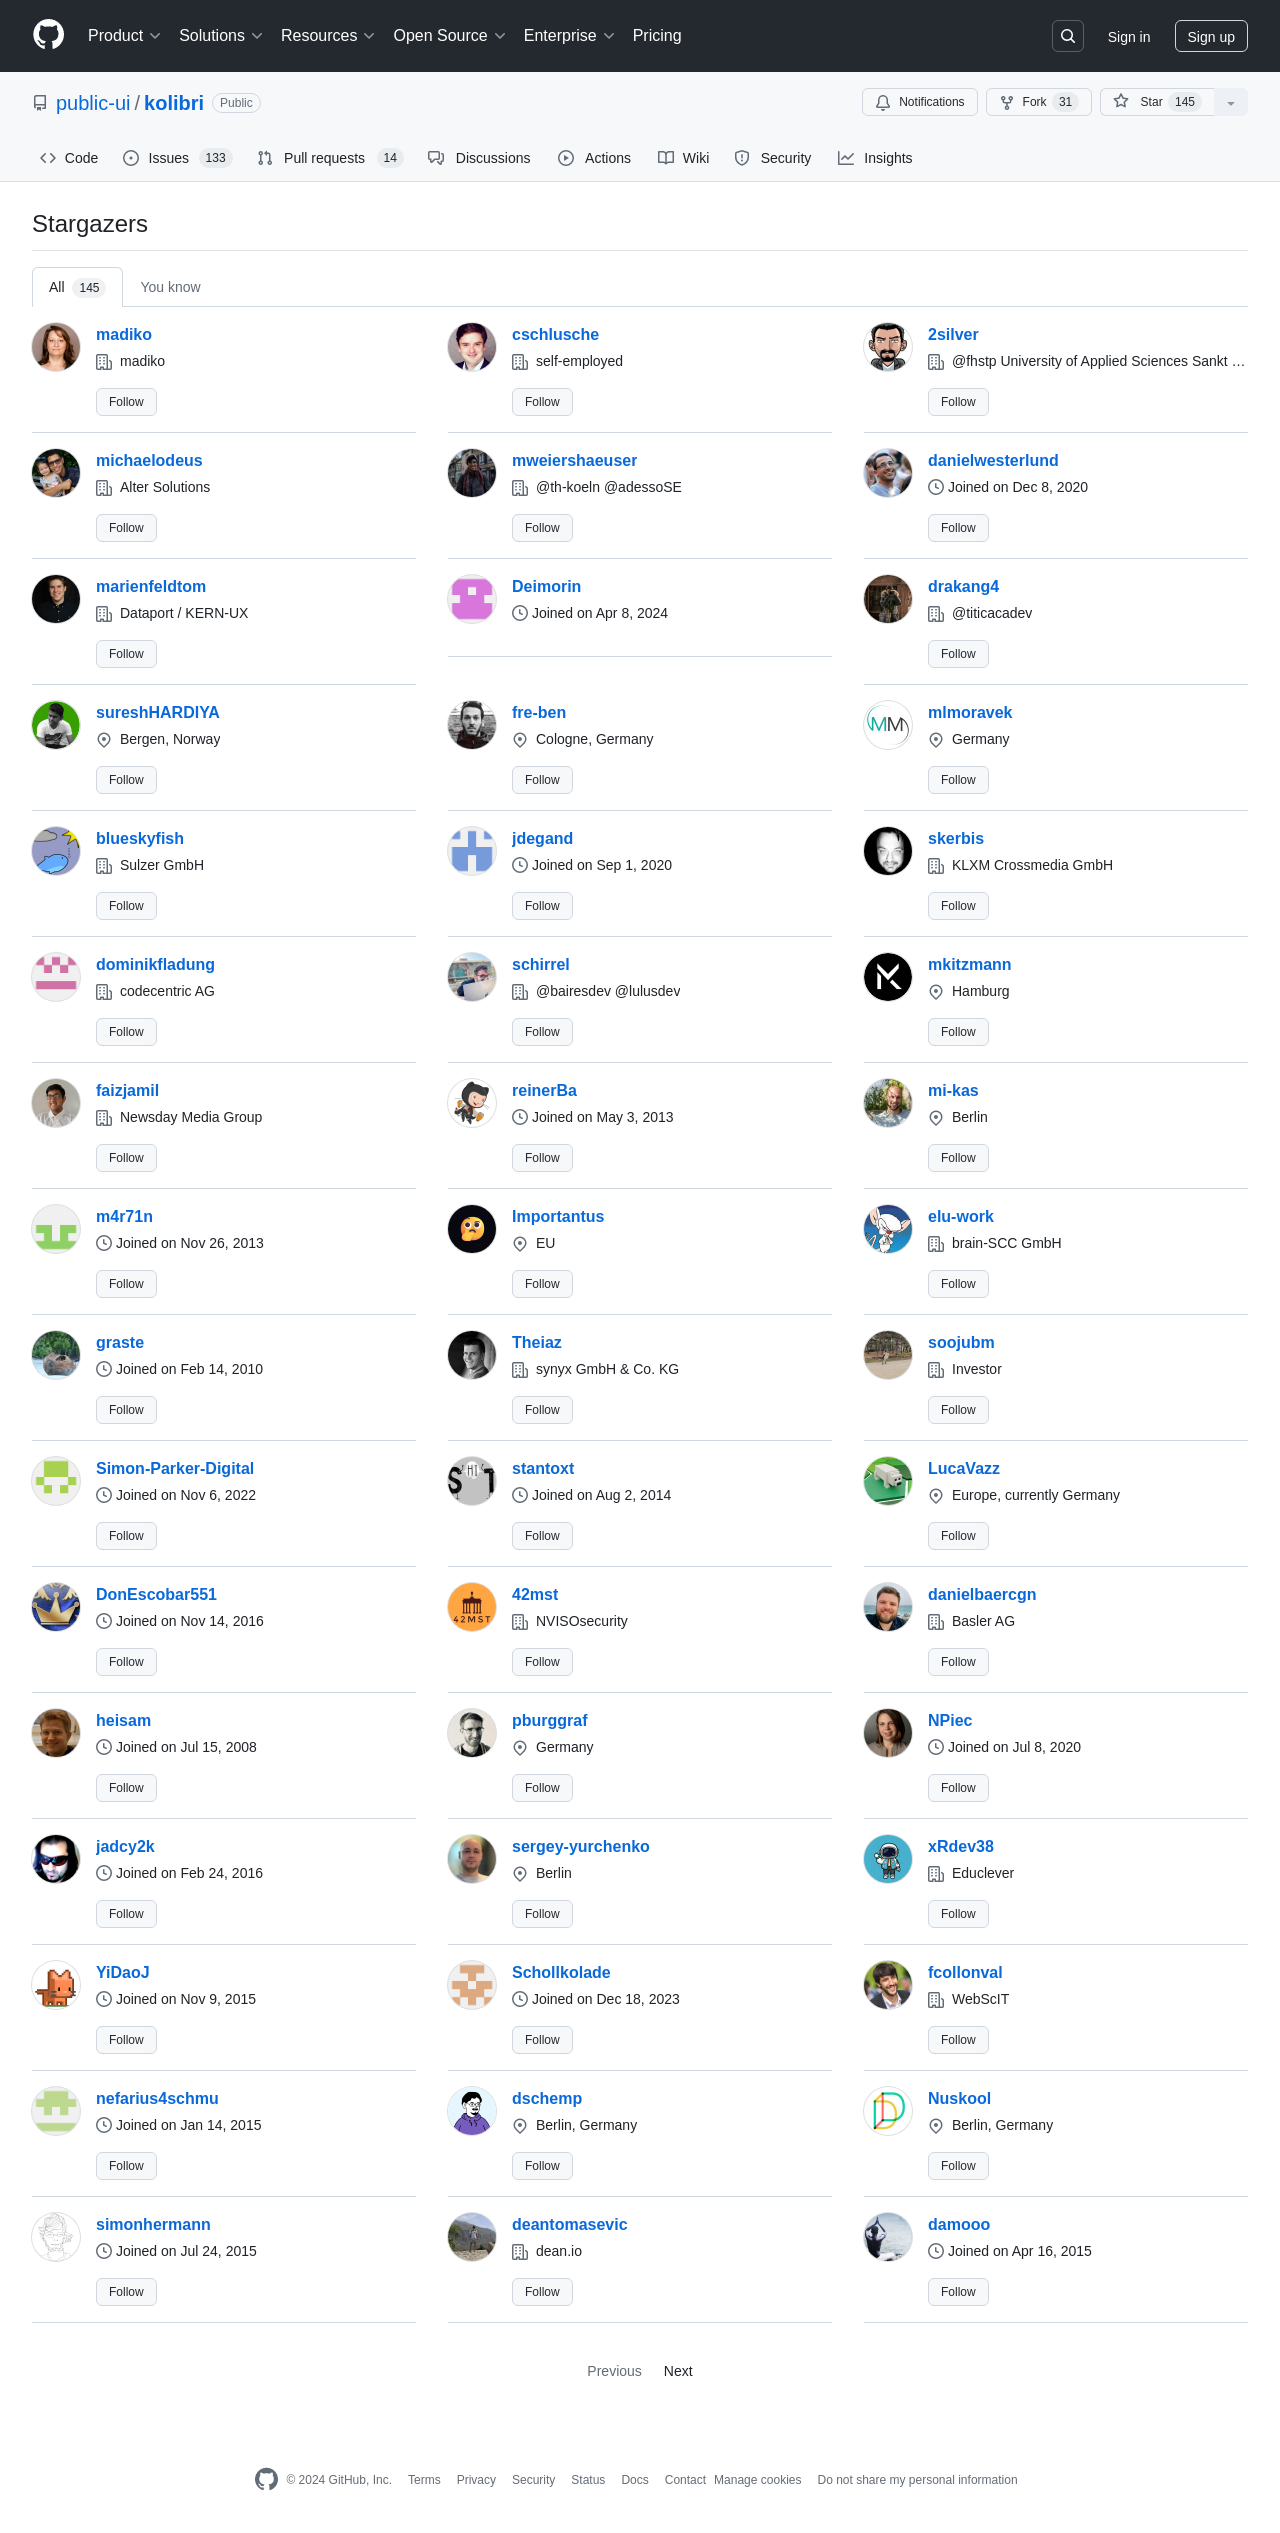 Product Solutions Resources Open Source Enterprise Pricing Sign in Sign up
public-ui / kolibri Public Notifications Fork 31 Star 145
Code Issues 133 Pull requests 14 Discussions Actions Wiki Security Insights
Stargazers
All 145 You know
madiko cschlusche 2silver
madiko self-employed @fhstp University of Applied Sciences Sankt …
Follow Follow Follow
michaelodeus mweiershaeuser danielwesterlund
Alter Solutions @th-koeln @adessoSE Joined on Dec 8, 2020
Follow Follow Follow
marienfeldtom Deimorin drakang4
Dataport / KERN-UX Joined on Apr 8, 2024 @titicacadev
Follow Follow
sureshHARDIYA fre-ben mlmoravek
Bergen, Norway Cologne, Germany Germany
Follow Follow Follow
blueskyfish jdegand skerbis
Sulzer GmbH Joined on Sep 1, 2020 KLXM Crossmedia GmbH
Follow Follow Follow
dominikfladung schirrel mkitzmann
codecentric AG @bairesdev @lulusdev Hamburg
Follow Follow Follow
faizjamil reinerBa mi-kas
Newsday Media Group Joined on May 3, 2013 Berlin
Follow Follow Follow
m4r71n Importantus elu-work
Joined on Nov 26, 2013 EU brain-SCC GmbH
Follow Follow Follow
graste Theiaz soojubm
Joined on Feb 14, 2010 synyx GmbH & Co. KG Investor
Follow Follow Follow
Simon-Parker-Digital stantoxt LucaVazz
Joined on Nov 6, 2022 Joined on Aug 2, 2014 Europe, currently Germany
Follow Follow Follow
DonEscobar551 42mst danielbaercgn
Joined on Nov 14, 2016 42MST NVISOsecurity Basler AG
Follow Follow Follow
heisam pburggraf NPiec
Joined on Jul 15, 2008 Germany Joined on Jul 8, 2020
Follow Follow Follow
jadcy2k sergey-yurchenko xRdev38
Joined on Feb 24, 2016 Berlin Educlever
Follow Follow Follow
YiDaoJ Schollkolade fcollonval
Joined on Nov 9, 2015 Joined on Dec 18, 2023 WebScIT
Follow Follow Follow
nefarius4schmu dschemp Nuskool
Joined on Jan 14, 2015 Berlin, Germany Berlin, Germany
Follow Follow Follow
simonhermann deantomasevic damooo
Joined on Jul 24, 2015 dean.io Joined on Apr 16, 2015
Follow Follow Follow
Previous Next
© 2024 GitHub, Inc. Terms Privacy Security Status Docs Contact Manage cookies Do not share my personal information